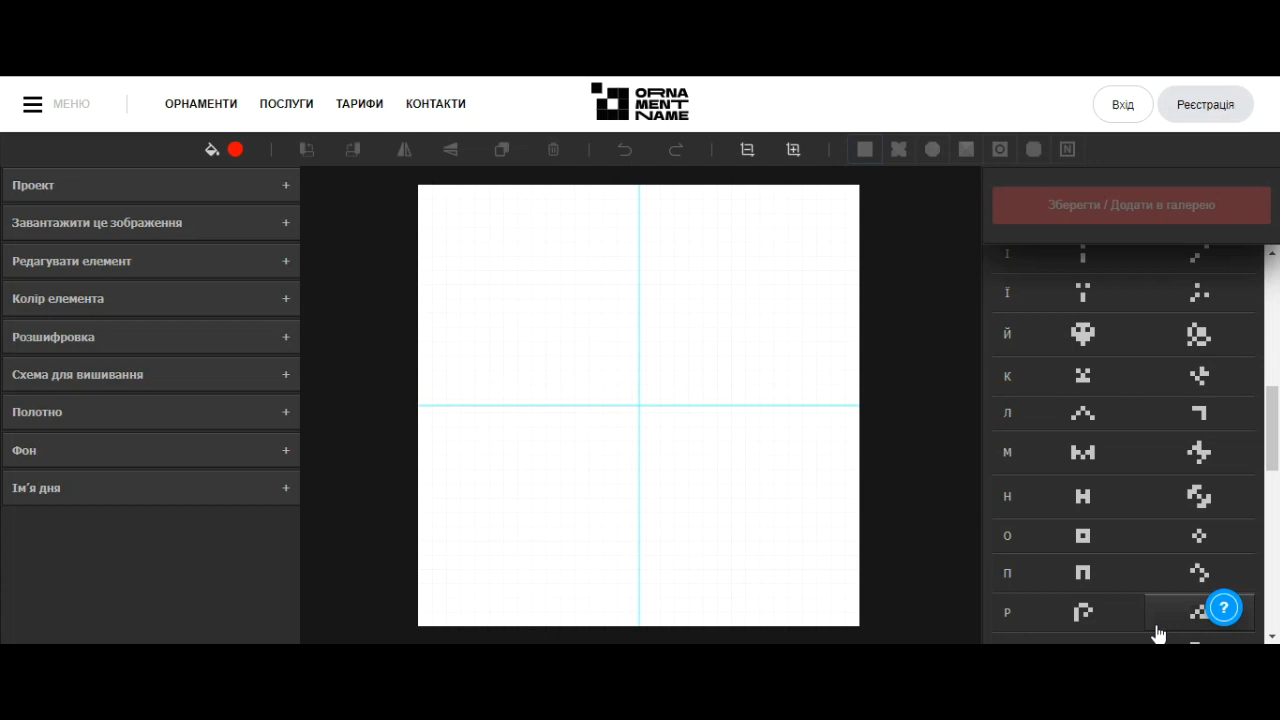 МЕНЮ
ОРНАМЕНТИ ПОСЛУГИ ТАРИФИ КОНТАКТИ
ORNA
MENT
NAME
Вхід
Реєстрація
N
Проект +
Завантажити це зображення +
Редагувати елемент +
Колір елемента +
Розшифровка +
Схема для вишивання +
Полотно +
Фон +
Ім'я дня +
Зберегти / Додати в галерею
І
Ї
Й
К
Л
М
Н
О
П
Р
?